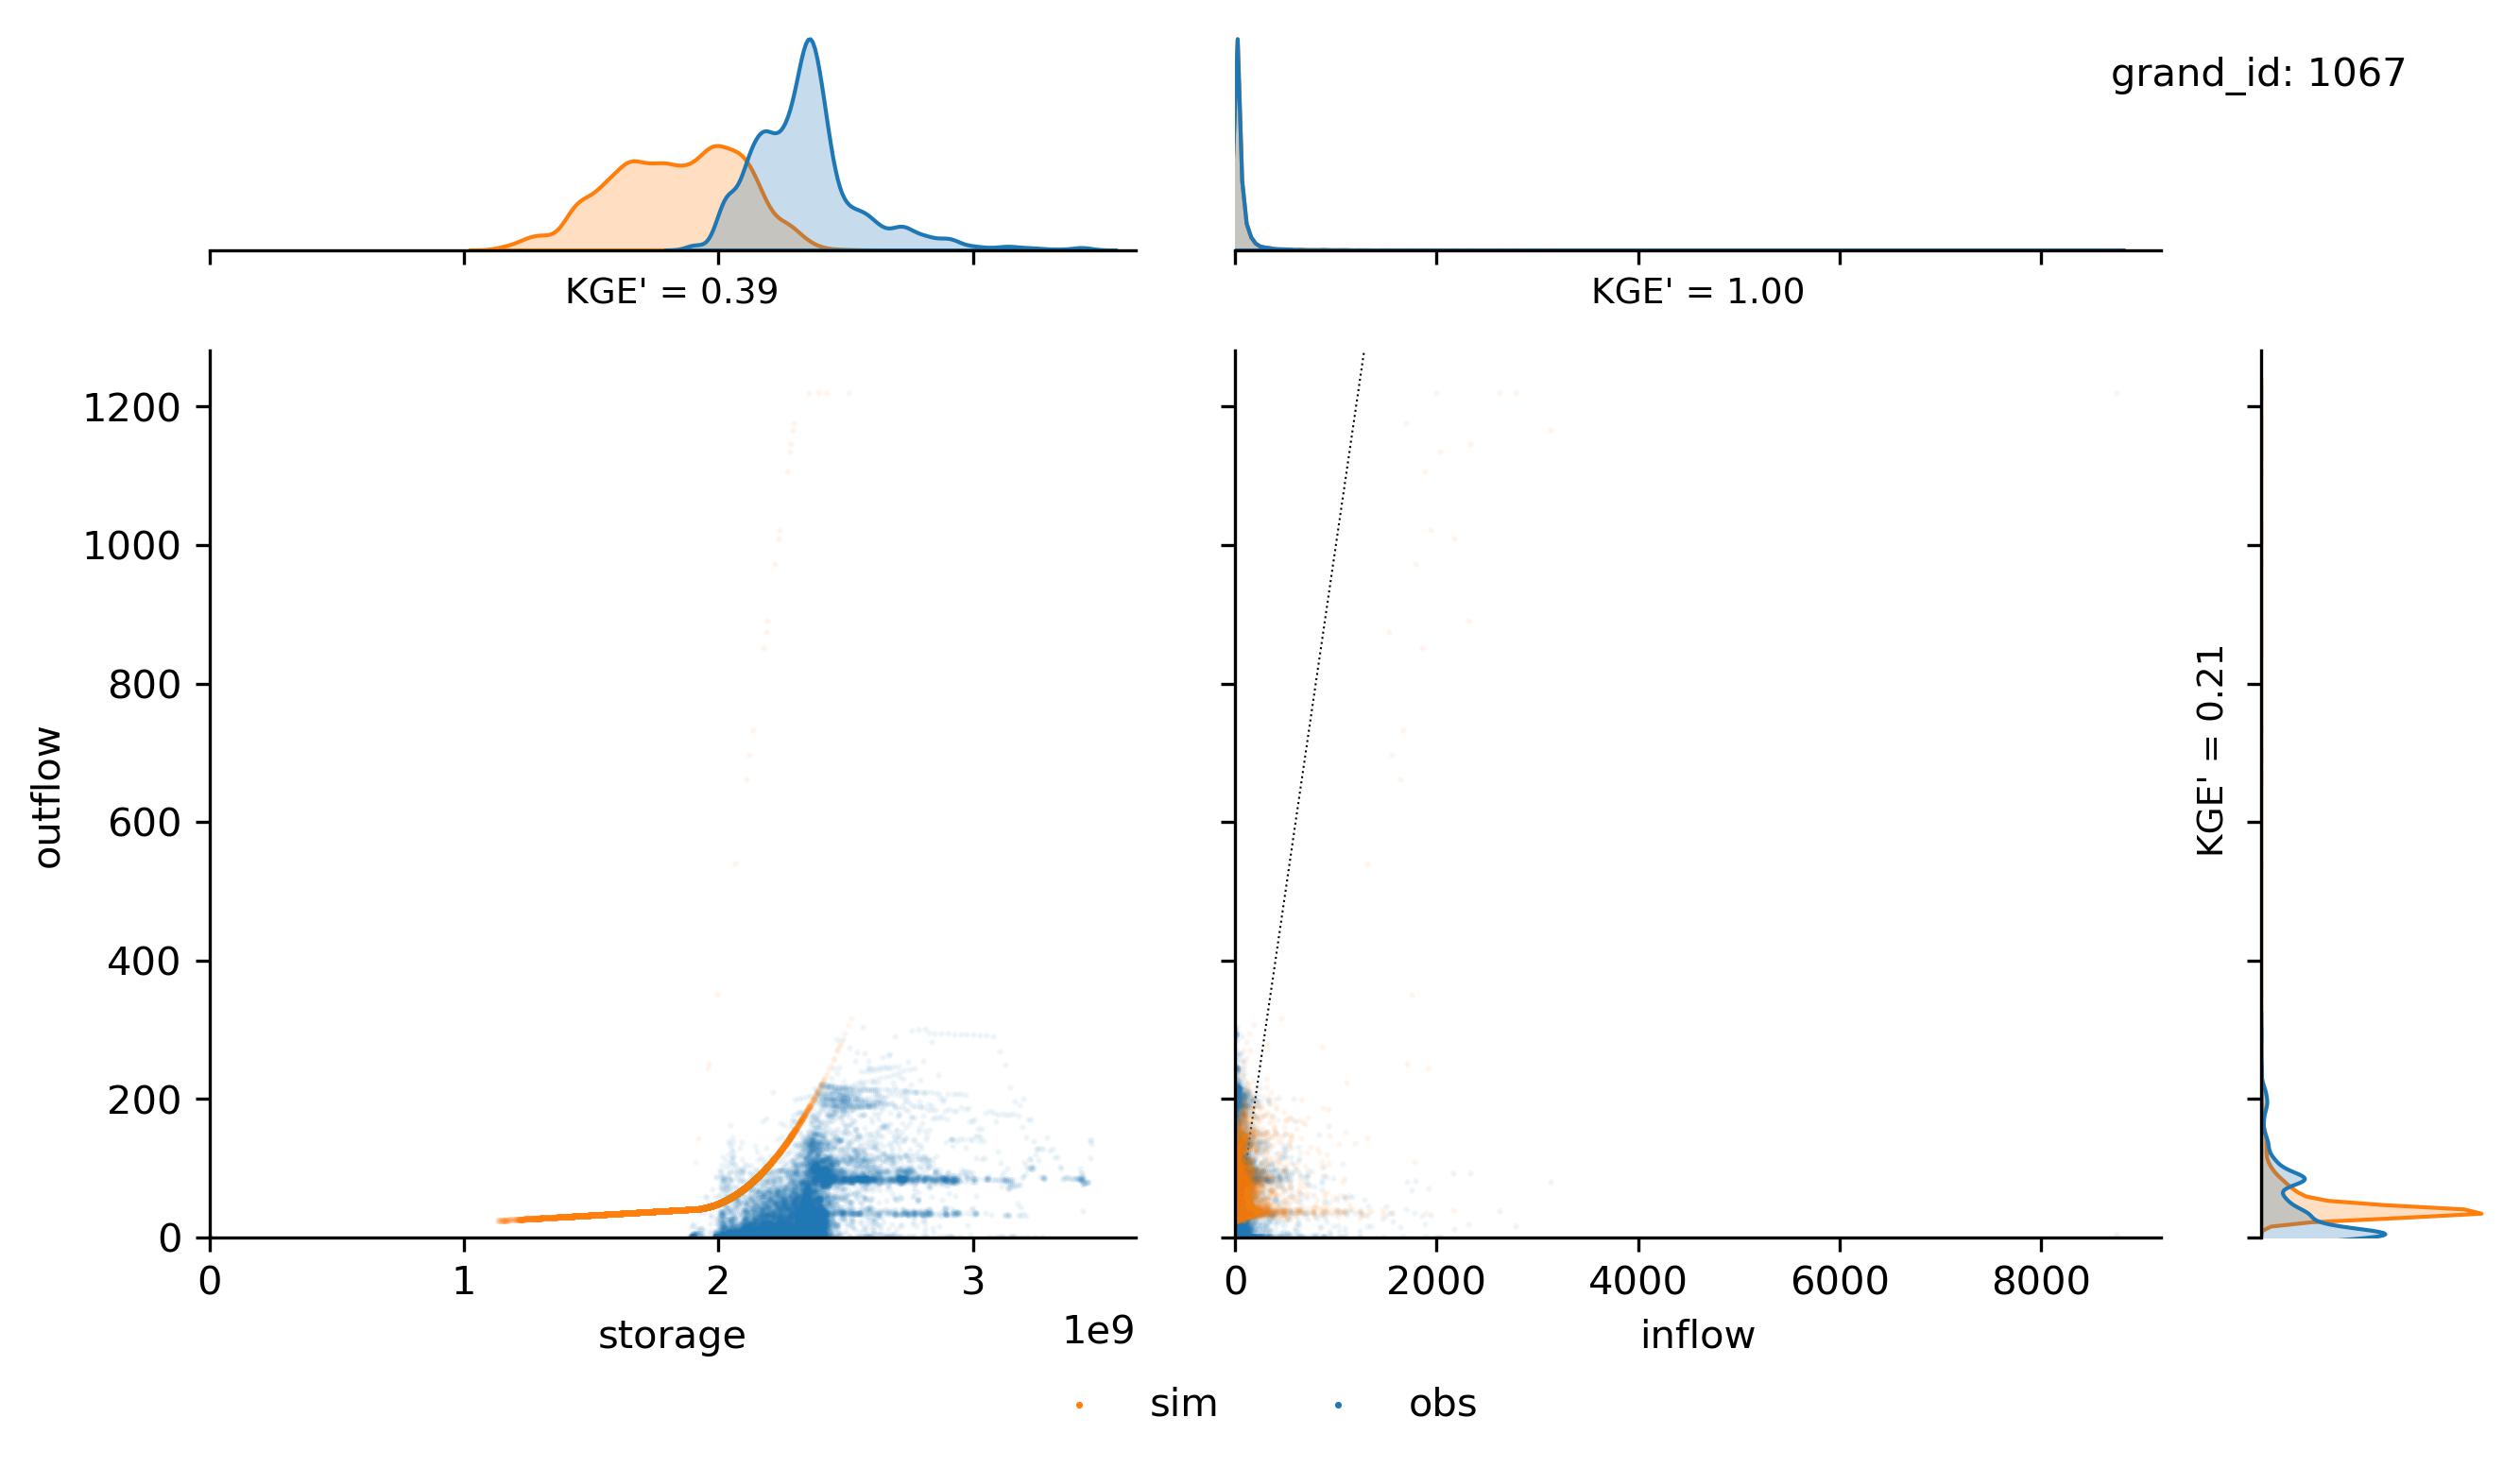 grand_id: 1067
KGE' = 0.39
KGE' = 1.00
1200
1000
800
600
400
200
0
outflow
KGE' = 0.21
0 1 2 3
0 2000 4000 6000 8000
1e9
storage
inflow
sim obs